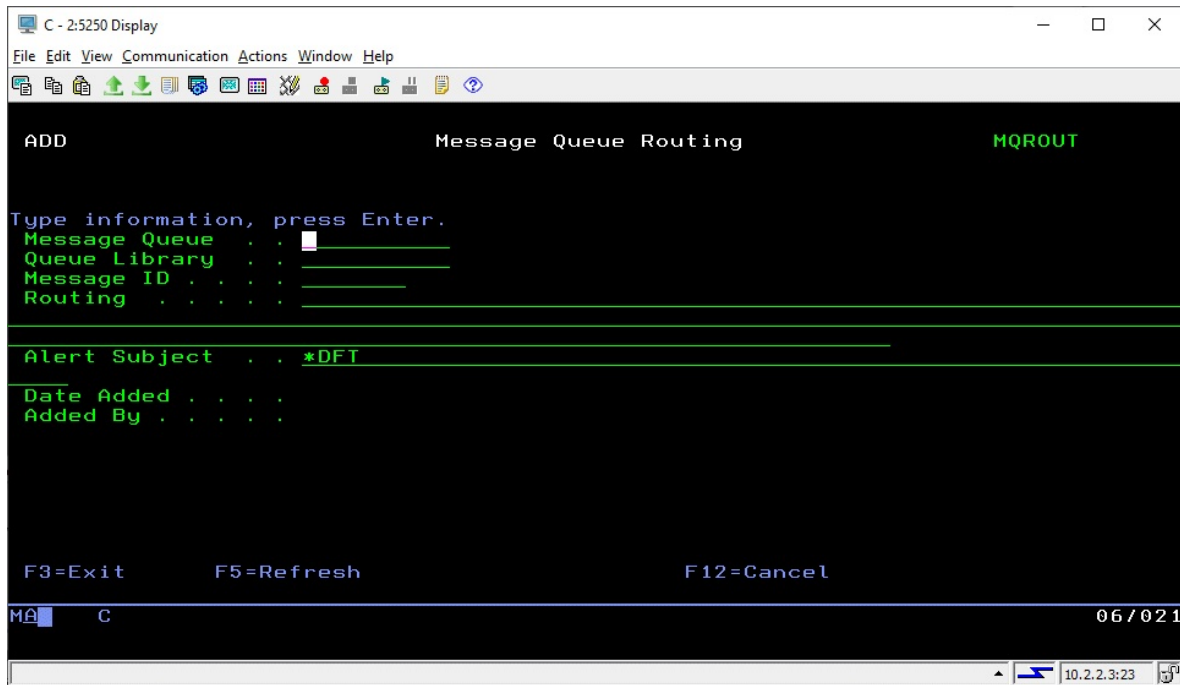 C - 2:5250 Display
File Edit View Communication Actions Window Help
ADD Message Queue Routing MQROUT
Type information, press Enter.
Message Queue . .
Queue Library . .
Message ID . . . .
Routing . . . . .
Alert Subject . . *DFT
Date Added . . . .
Added By . . . . .
F3=Exit F5=Refresh F12=Cancel
MA C 06/021
10.2.2.3:23